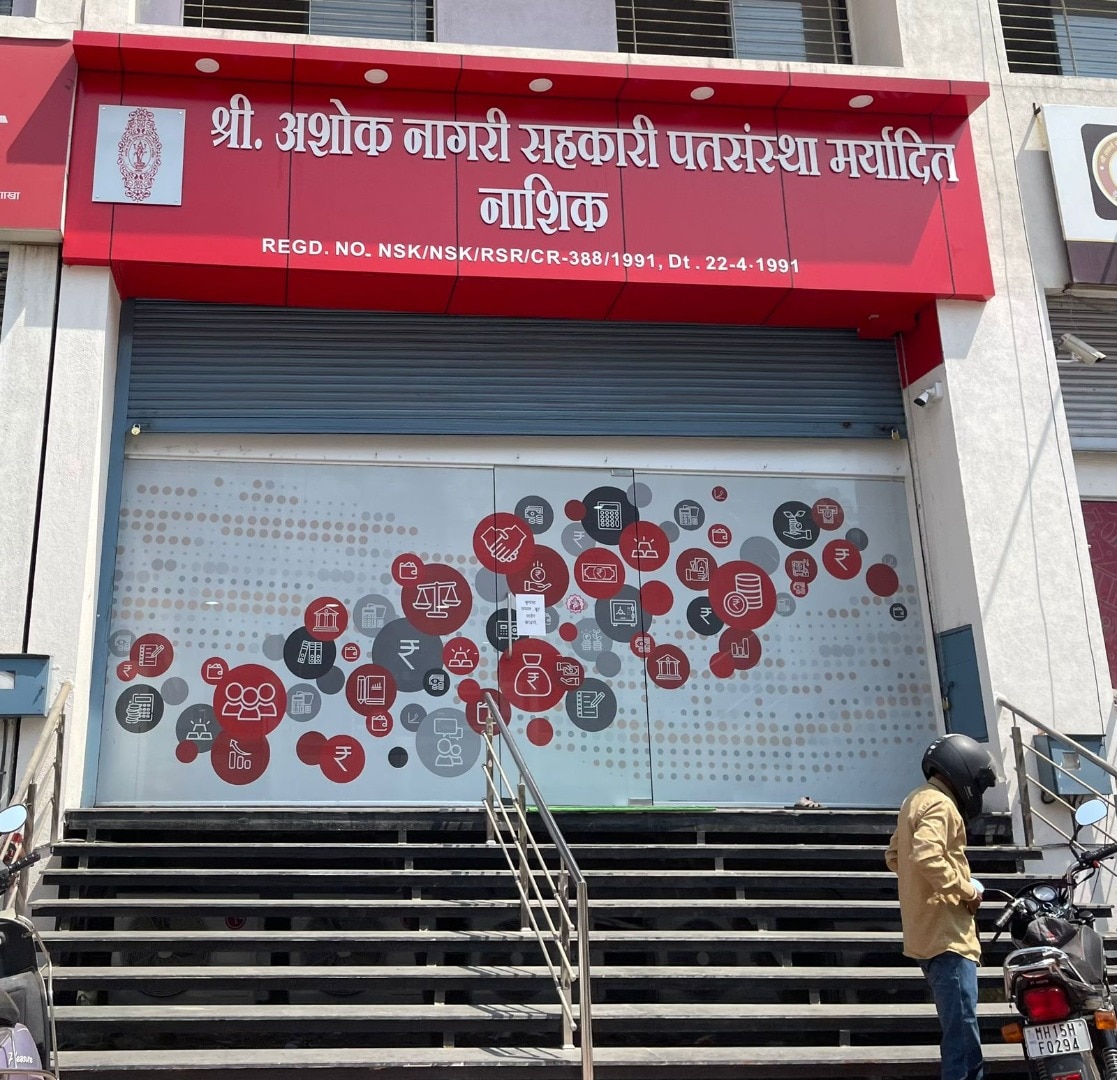 श्री. अशोक नागरी सहकारी पतसंस्था मर्यादित
नाशिक
REGD. NO. NSK/NSK/RSR/CR-388/1991, Dt . 22-4-1991
शाखा
MH15H
F0294